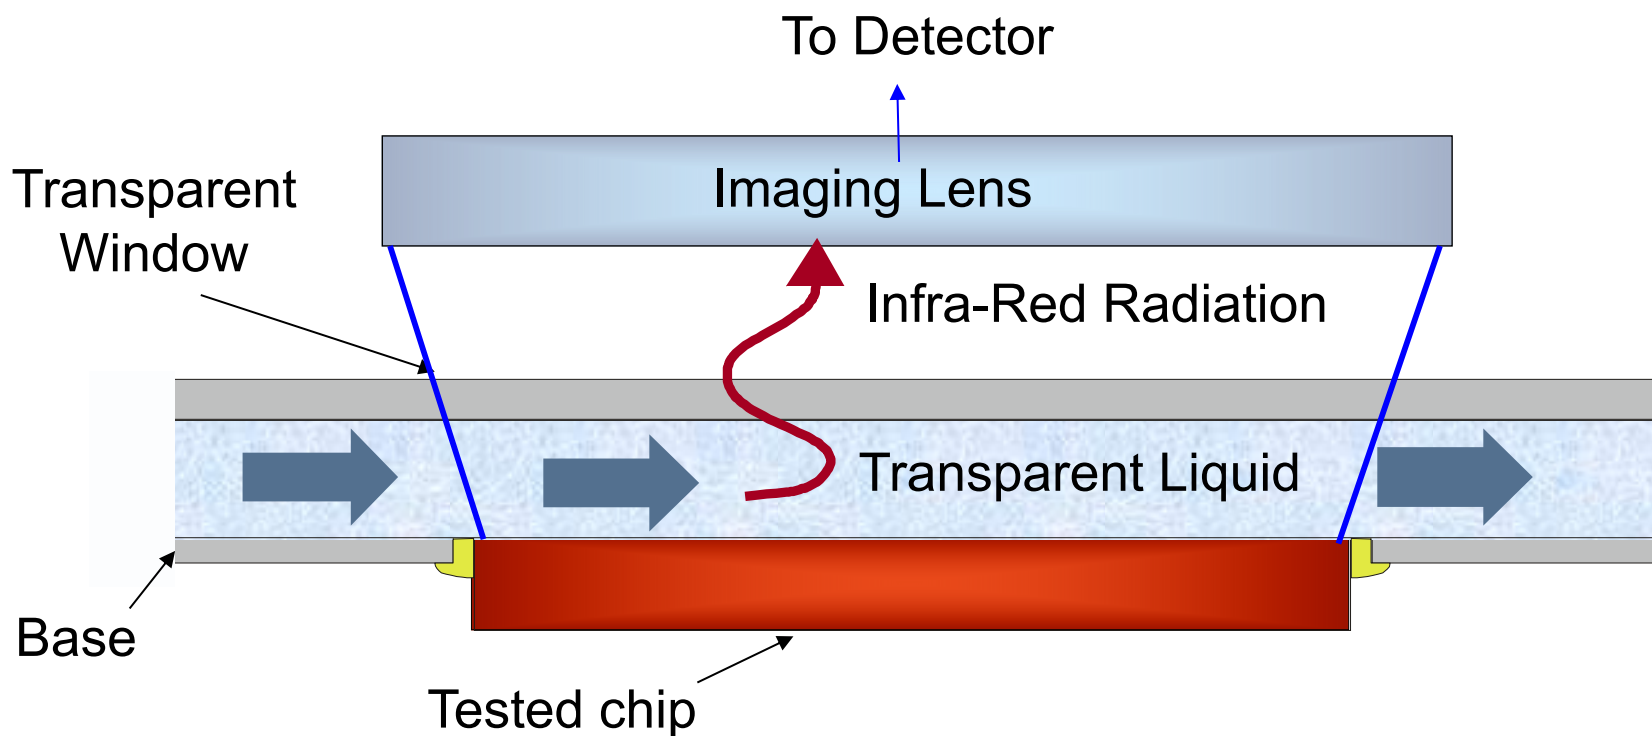 To Detector
Transparent
Window
Imaging Lens
Infra-Red Radiation
Transparent Liquid
Base
Tested chip